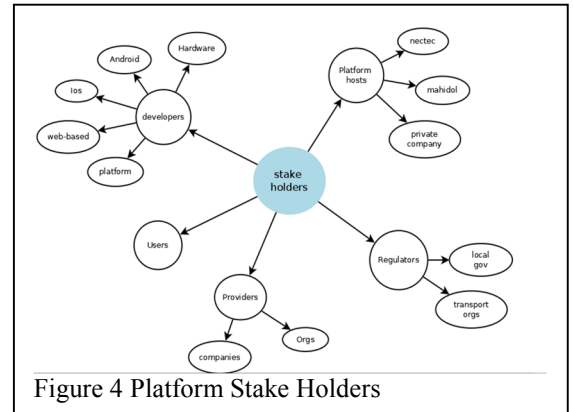 Hardware
Android
Ios
developers
web-based
platform
nectec
Platform
hosts
mahidol
private
company
stake
holders
Users
Regulators
local
gov
transport
orgs
Providers
Orgs
companies
Figure 4 Platform Stake Holders